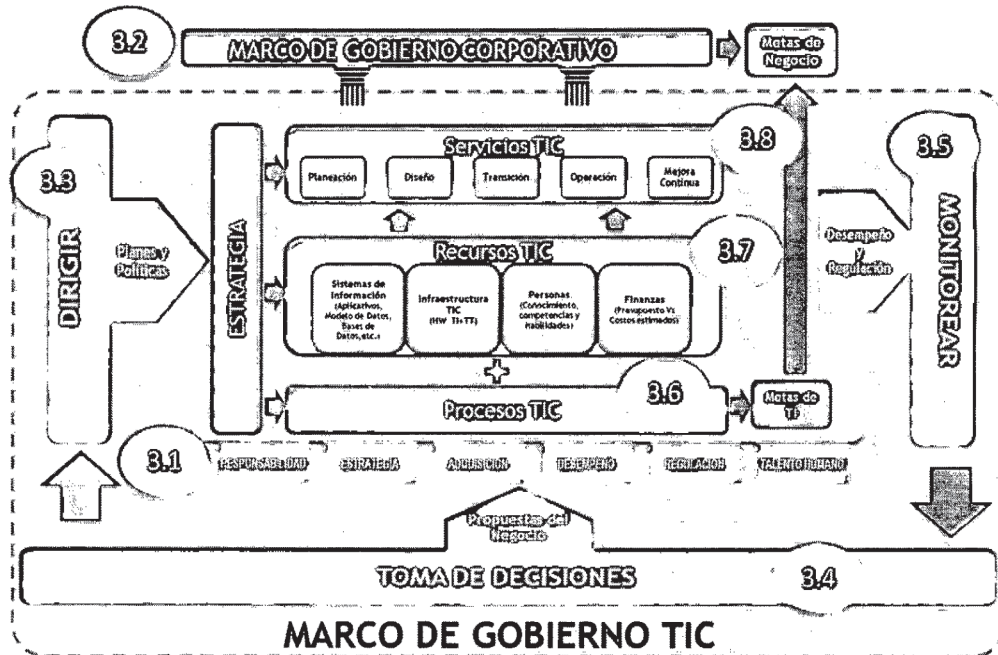 3.2
MARCO DE GOBIERNO CORPORATIVO
Metas de
Negocio
3.3
DIRIGIR
Planes y
Políticas
ESTRATEGIA
Servicios TIC
3.8
Planeación
Diseño
Transición
Operación
Mejora
Continua
Recursos TIC
3.7
Sistemas de
Información
(Aplicativos,
Modelo de Datos,
Bases de
Datos,etc.)
Infraestructura
TIC
(HW TI+TT)
Personas
(Conocimiento,
competencias y
Habilidades)
Finanzas
(Presupuesto Vs
Costos estimados)
Procesos TIC
3.6
Metas de
TI
Desempeño
y
Regulación
3.5
MONITOREAR
3.1
RESPONSABILIDAD
ESTRATEGIA
ADQUISICIÓN
DESEMPEÑO
REGULACIÓN
TALENTO HUMANO
Propuestas del
Negocio
TOMA DE DECISIONES
3.4
MARCO DE GOBIERNO TIC